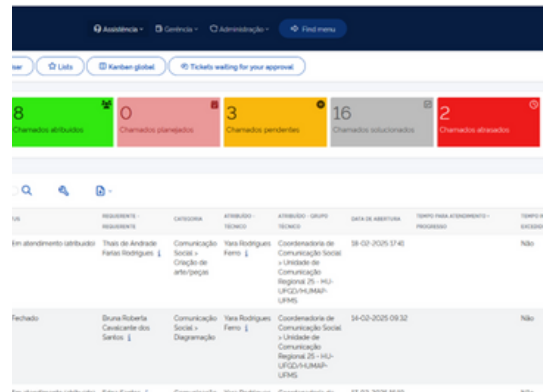 Assistência Gerência Administração Find menu
Lists Kanban global Tickets waiting for your approval
8 0 3 16 2
Chamados atribuídos Chamados planejados Chamados pendentes Chamados solucionados Chamados atrasados
REQUERENTE - CATEGORIA ATRIBUÍDO - ATRIBUÍDO - GRUPO DATA DE ABERTURA TEMPO PARA ATENDIMENTO +
REQUERENTE TÉCNICO TÉCNICO PROGRESSO
Em atendimento (atribuído) Thais de Andrade Comunicação Yara Rodrigues Coordenadoria de 18-02-2025 17:41 Não
Farias Rodrigues Social > Ferro Comunicação Social
Criação de > Unidade de
arte/peças Comunicação
Regional 25 - HU-
UFGD/HUMAP-
UFMS
Fechado Bruna Roberta Comunicação Yara Rodrigues Coordenadoria de 14-02-2025 09:32 Não
Cavalcante dos Social > Ferro Comunicação Social
Santos Diagramação > Unidade de
Comunicação
Regional 25 - HU-
UFGD/HUMAP-
UFMS